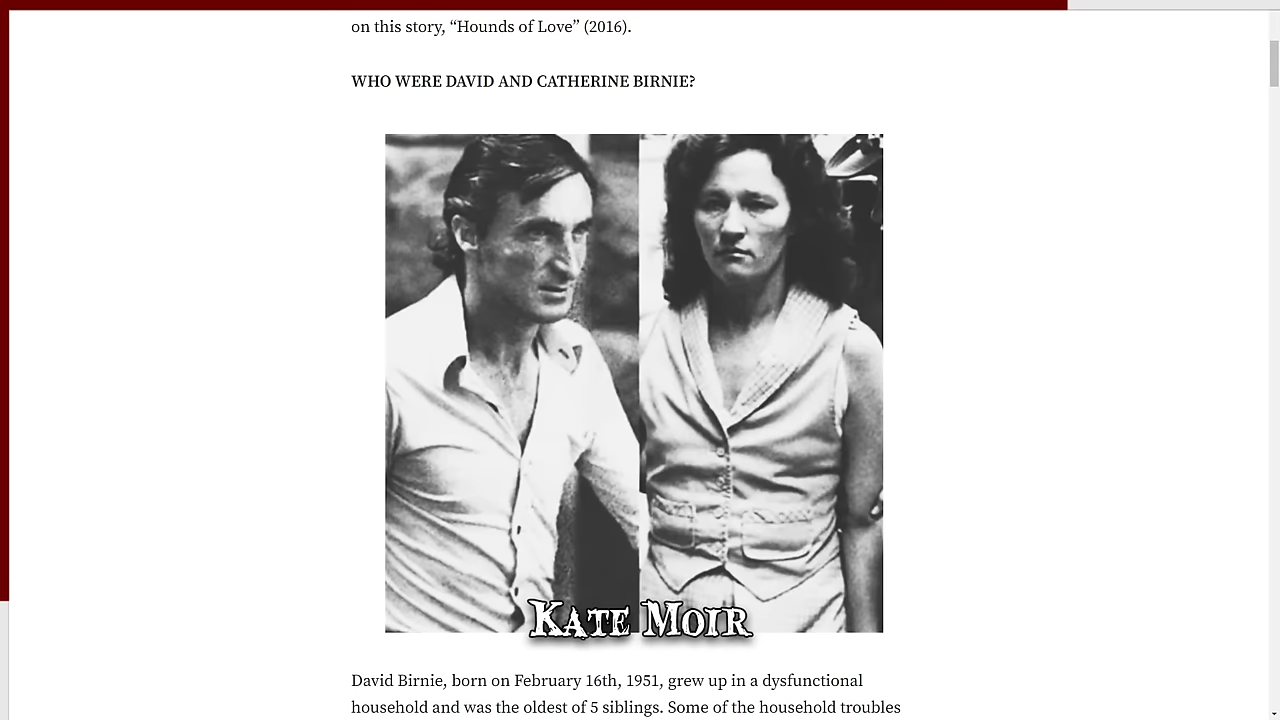 on this story, “Hounds of Love” (2016).
WHO WERE DAVID AND CATHERINE BIRNIE?
KATE MOIR
David Birnie, born on February 16th, 1951, grew up in a dysfunctional
household and was the oldest of 5 siblings. Some of the household troubles